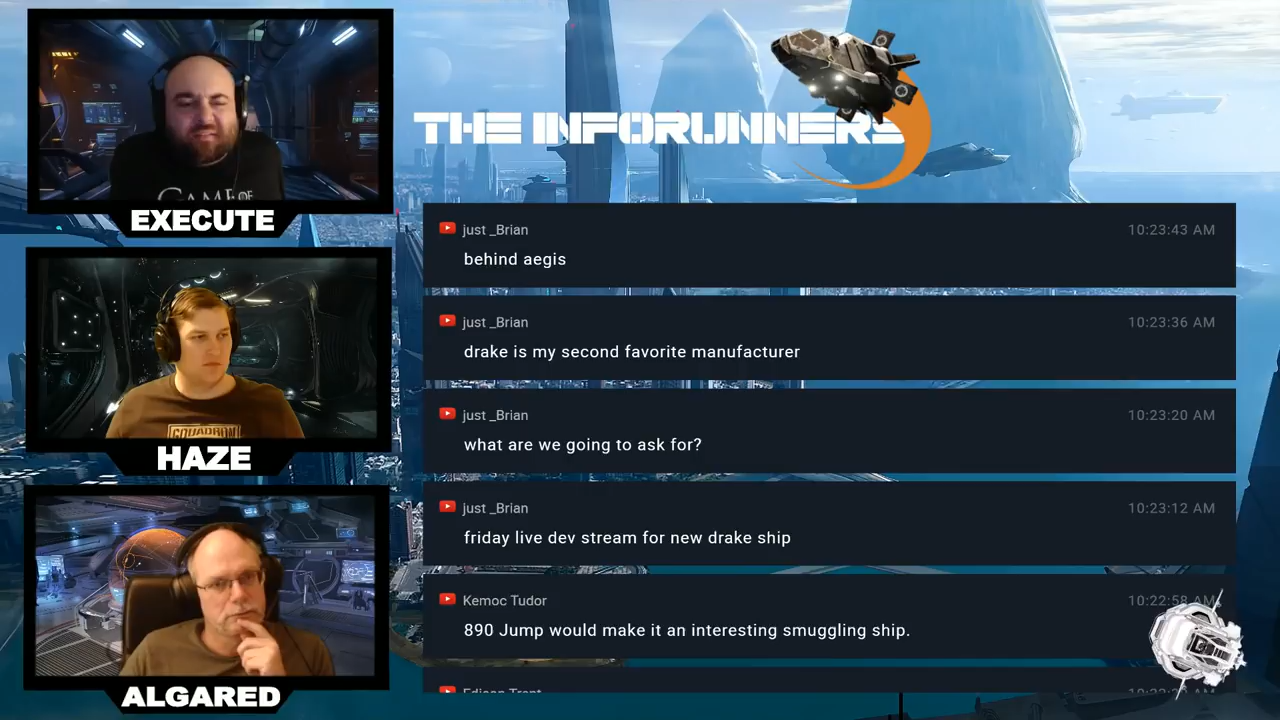 THE INFORUNNERS
GAME OF
EXECUTE
SQUADRON
HAZE
ALGARED
just _Brian 10:23:43 AM
behind aegis
just _Brian 10:23:36 AM
drake is my second favorite manufacturer
just _Brian 10:23:20 AM
what are we going to ask for?
just _Brian 10:23:12 AM
friday live dev stream for new drake ship
Kemoc Tudor 10:22:58 AM
890 Jump would make it an interesting smuggling ship.